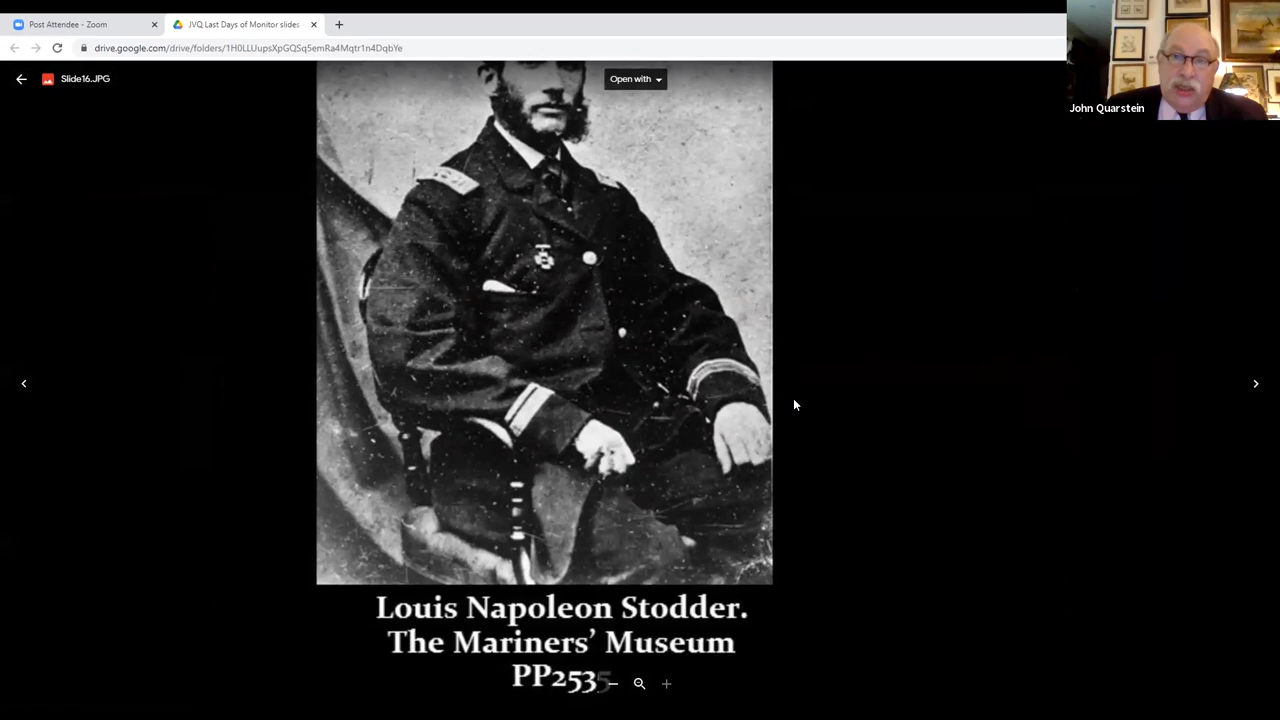 Post Attendee - Zoom
JVQ Last Days of Monitor slides
drive.google.com/drive/folders/1H0LLUupsXpGQSq5emRa4Mqtr1n4DqbYe
Slide16.JPG
Open with
John Quarstein
Louis Napoleon Stodder.
The Mariners’ Museum
PP2535